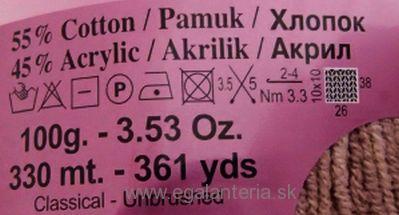 55% Cotton / Pamuk / Хлопок
45% Acrylic / Akrilik / Акрил
P 3.5 5 2-4 Nm 3.3 10x10 38 26
100g. - 3.53 Oz.
330 mt. - 361 yds
www.egalanteria.sk
Classical - Unbrushed